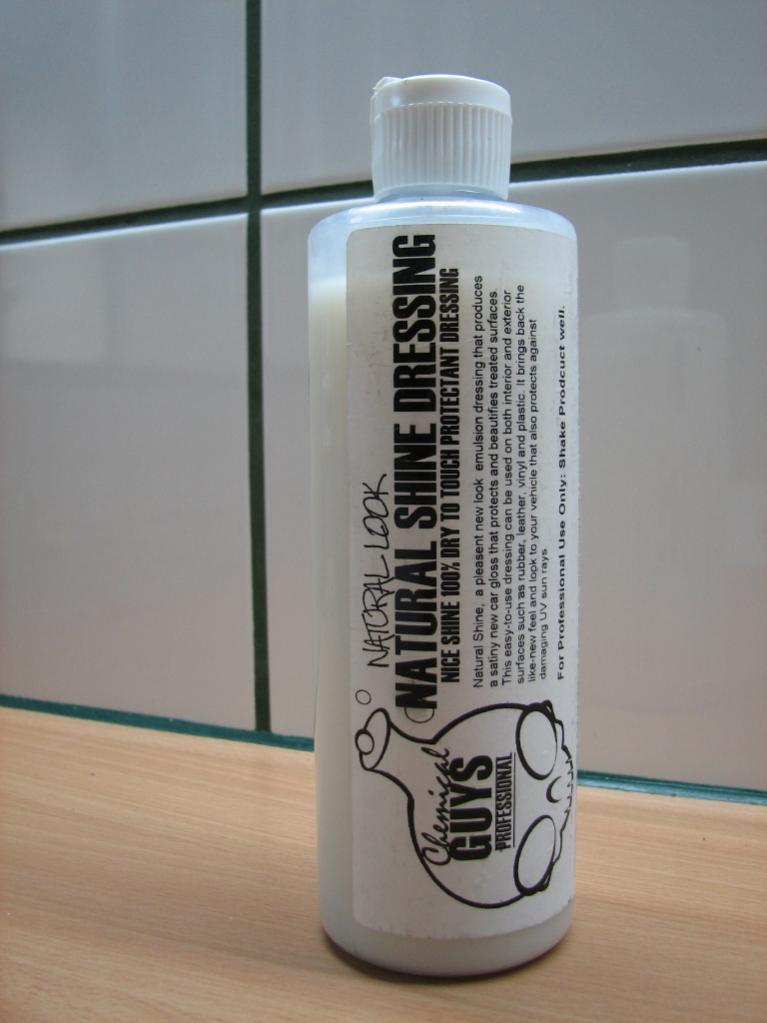 NATURAL LOOK
NATURAL SHINE DRESSING
NICE SHINE 100% DRY TO TOUCH PROTECTANT DRESSING
Natural Shine, a pleasent new look emulsion dressing that produces
a satiny new car gloss that protects and beautifies treated surfaces.
This easy-to-use dressing can be used on both interior and exterior
surfaces such as rubber, leather, vinyl and plastic. It brings back the
like-new feel and look to your vehicle that also protects against
damaging UV sun rays.
For Professional Use Only: Shake Prodcuct well.
Chemical
GUYS
PROFESSIONAL